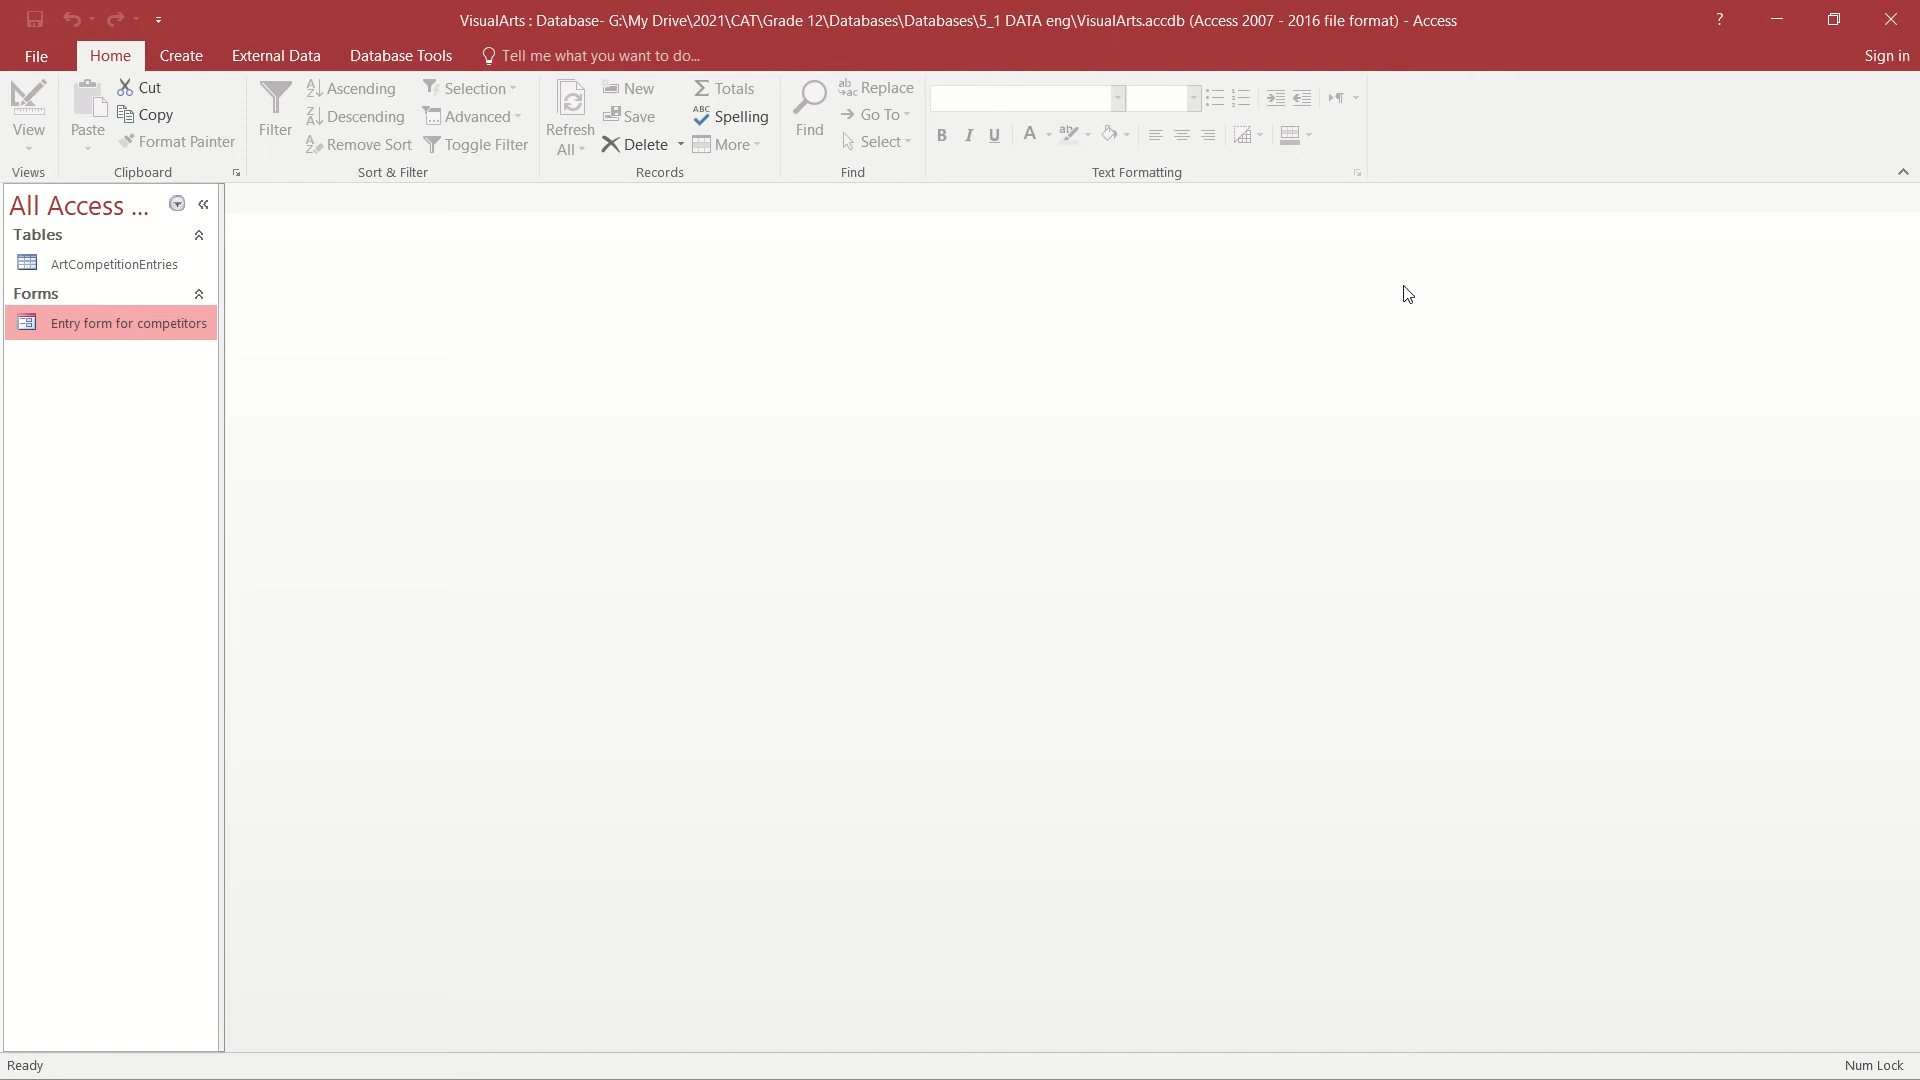 VisualArts : Database- G:\My Drive\2021\CAT\Grade 12\Databases\Databases\5_1 DATA eng\VisualArts.accdb (Access 2007 - 2016 file format) - Access
?
File Home Create External Data Database Tools Tell me what you want to do... Sign in
View
Views
Paste
Cut
Copy
Format Painter
Clipboard
Filter
Ascending
Descending
Remove Sort
Selection
Advanced
Toggle Filter
Sort & Filter
Refresh
All
New
Save
Delete
Totals
Spelling
More
Records
Find
Replace
Go To
Select
Find
B I U A
Text Formatting
All Access ...
Tables
ArtCompetitionEntries
Forms
Entry form for competitors
Ready
Num Lock